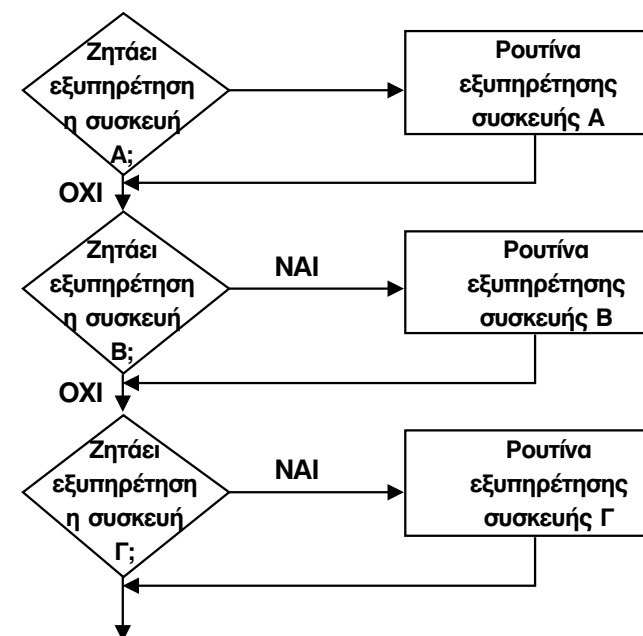 Ζητάει
εξυπηρέτηση
η συσκευή
Α;
Ρουτίνα
εξυπηρέτησης
συσκευής Α
ΟΧΙ
Ζητάει
εξυπηρέτηση
η συσκευή
Β;
ΝΑΙ
Ρουτίνα
εξυπηρέτησης
συσκευής Β
ΟΧΙ
Ζητάει
εξυπηρέτηση
η συσκευή
Γ;
ΝΑΙ
Ρουτίνα
εξυπηρέτησης
συσκευής Γ